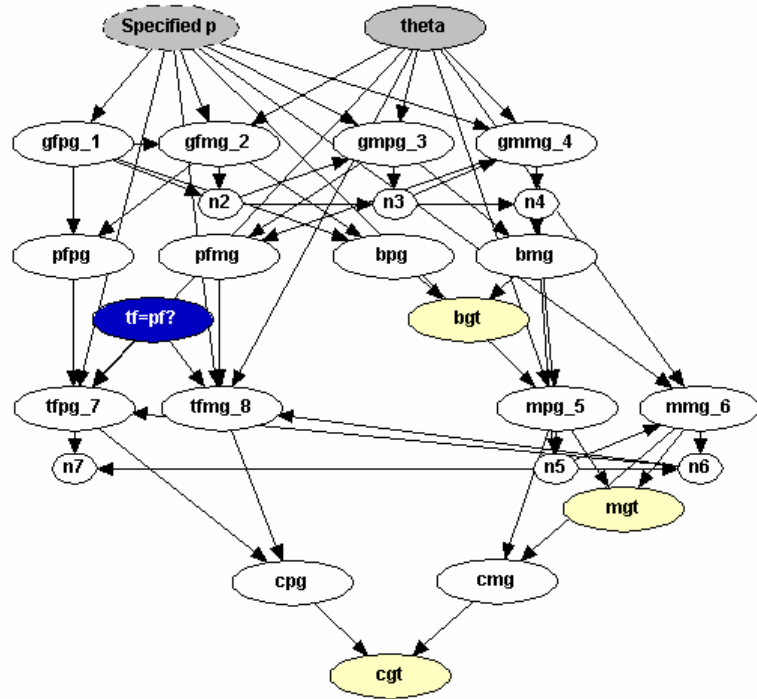 Specified p
theta
gfpg_1
gfmg_2
gmpg_3
gmmg_4
n2
n3
n4
pfpg
pfmg
bpg
bmg
tf=pf?
bgt
tfpg_7
tfmg_8
mpg_5
mmg_6
n7
n5
n6
mgt
cpg
cmg
cgt